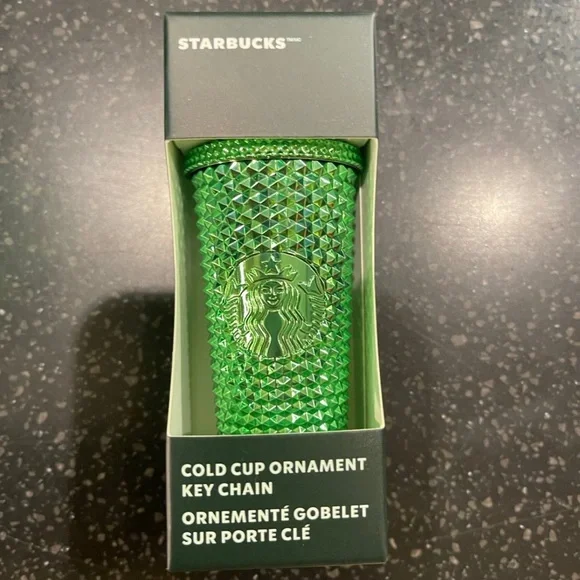 STARBUCKS
COLD CUP ORNAMENT
KEY CHAIN
ORNEMENTÉ GOBELET
SUR PORTE CLÉ